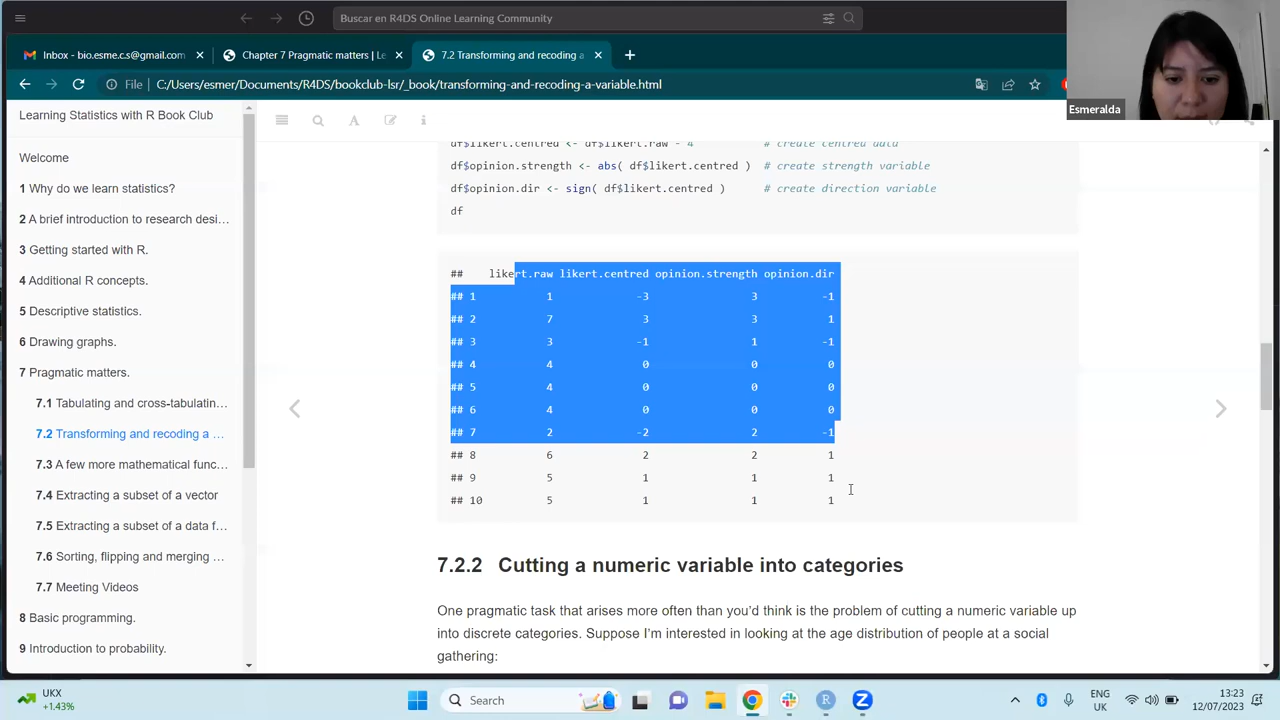 Buscar en R4DS Online Learning Community
Inbox - bio.esme.c.s@gmail.com
Chapter 7 Pragmatic matters | Le
7.2 Transforming and recoding a
File
C:/Users/esmer/Documents/R4DS/bookclub-lsr/_book/transforming-and-recoding-a-variable.html
Esmeralda
Learning Statistics with R Book Club
Welcome
1 Why do we learn statistics?
2 A brief introduction to research desi...
3 Getting started with R.
4 Additional R concepts.
5 Descriptive statistics.
6 Drawing graphs.
7 Pragmatic matters.
7.1 Tabulating and cross-tabulatin...
7.2 Transforming and recoding a ...
7.3 A few more mathematical func...
7.4 Extracting a subset of a vector
7.5 Extracting a subset of a data f...
7.6 Sorting, flipping and merging ...
7.7 Meeting Videos
8 Basic programming.
9 Introduction to probability.
df$likert.centred <- df$likert.raw - 4 # create centred data
df$opinion.strength <- abs( df$likert.centred ) # create strength variable
df$opinion.dir <- sign( df$likert.centred ) # create direction variable
df
## likert.raw likert.centred opinion.strength opinion.dir
## 1 1 -3 3 -1
## 2 7 3 3 1
## 3 3 -1 1 -1
## 4 4 0 0 0
## 5 4 0 0 0
## 6 4 0 0 0
## 7 2 -2 2 -1
## 8 6 2 2 1
## 9 5 1 1 1
## 10 5 1 1 1
7.2.2 Cutting a numeric variable into categories
One pragmatic task that arises more often than you'd think is the problem of cutting a numeric variable up
into discrete categories. Suppose I'm interested in looking at the age distribution of people at a social
gathering:
UKX
+1.43%
Search
ENG
UK
13:23
12/07/2023